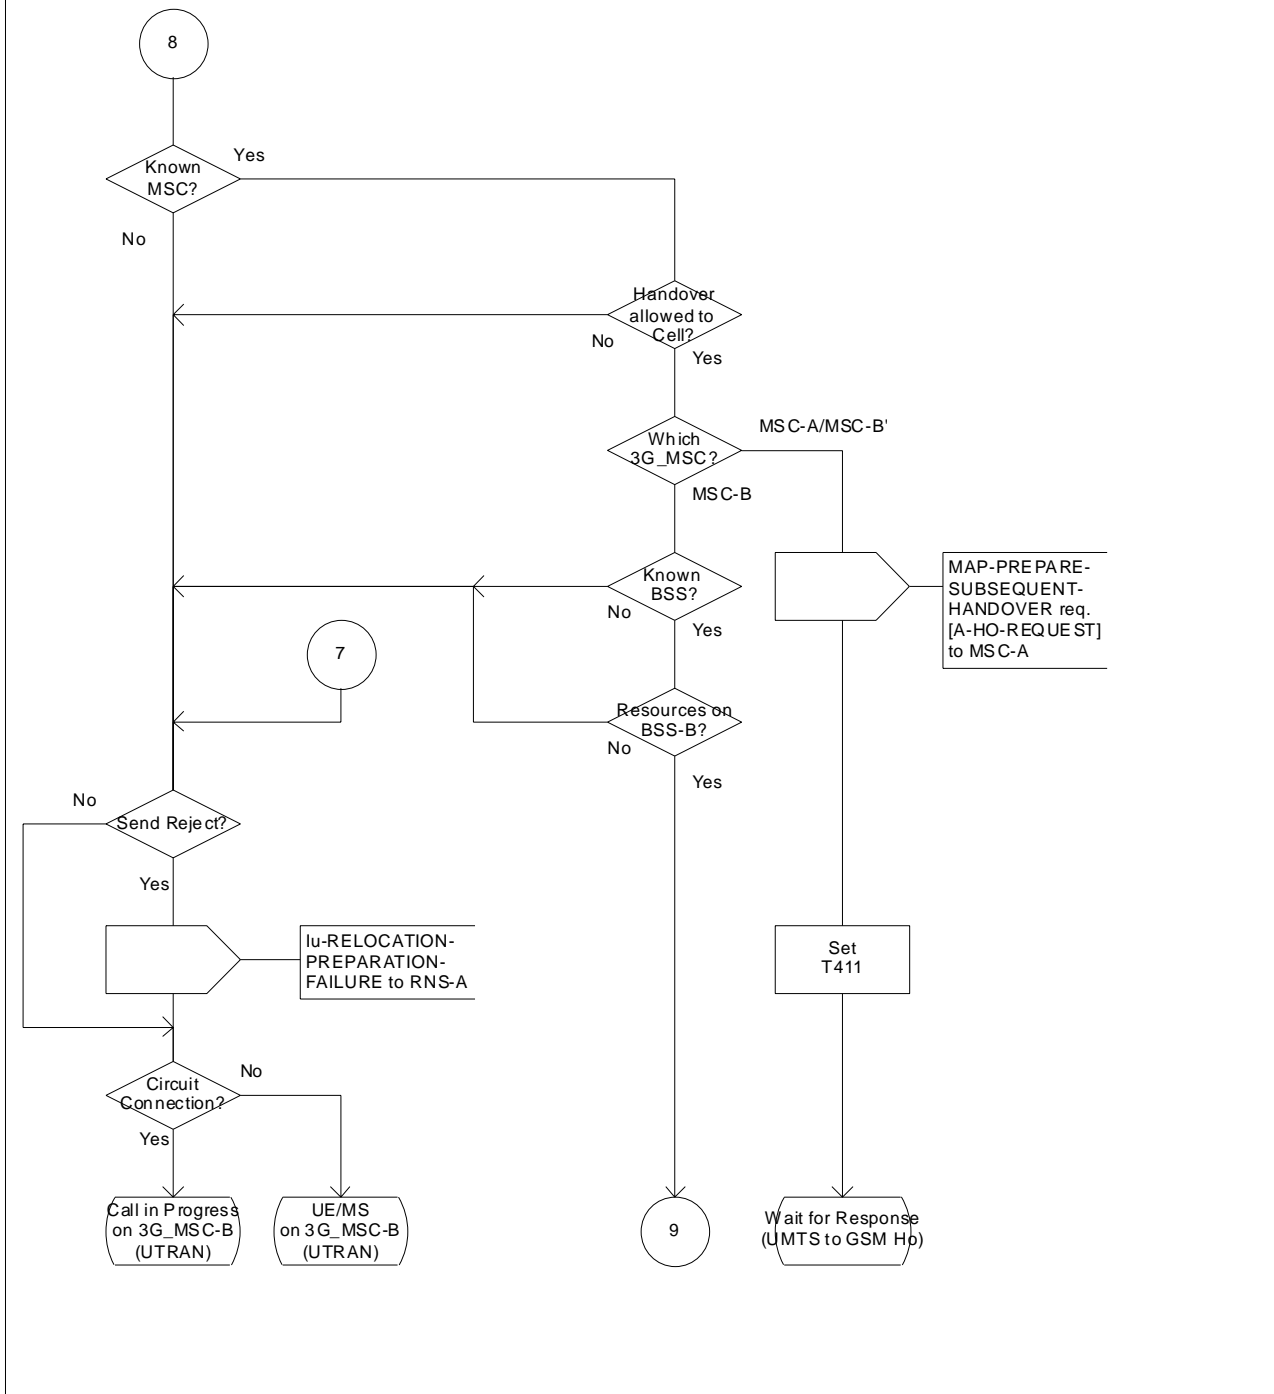 8
Known
MSC?
Yes
No
Handover
allowed to
Cell?
No
Yes
MSC-A/MSC-B'
Which
3G_MSC?
MSC-B
Known
BSS?
No
Yes
MAP-PREPARE-
SUBSEQUENT-
HANDOVER req.
[A-HO-REQUEST]
to MSC-A
7
Resources on
BSS-B?
No
Yes
No
Send Reject?
Yes
Iu-RELOCATION-
PREPARATION-
FAILURE to RNS-A
Set
T411
Circuit
Connection?
No
Yes
Call in Progress
on 3G_MSC-B
(UTRAN)
UE/MS
on 3G_MSC-B
(UTRAN)
9
Wait for Response
(UMTS to GSM Ho)